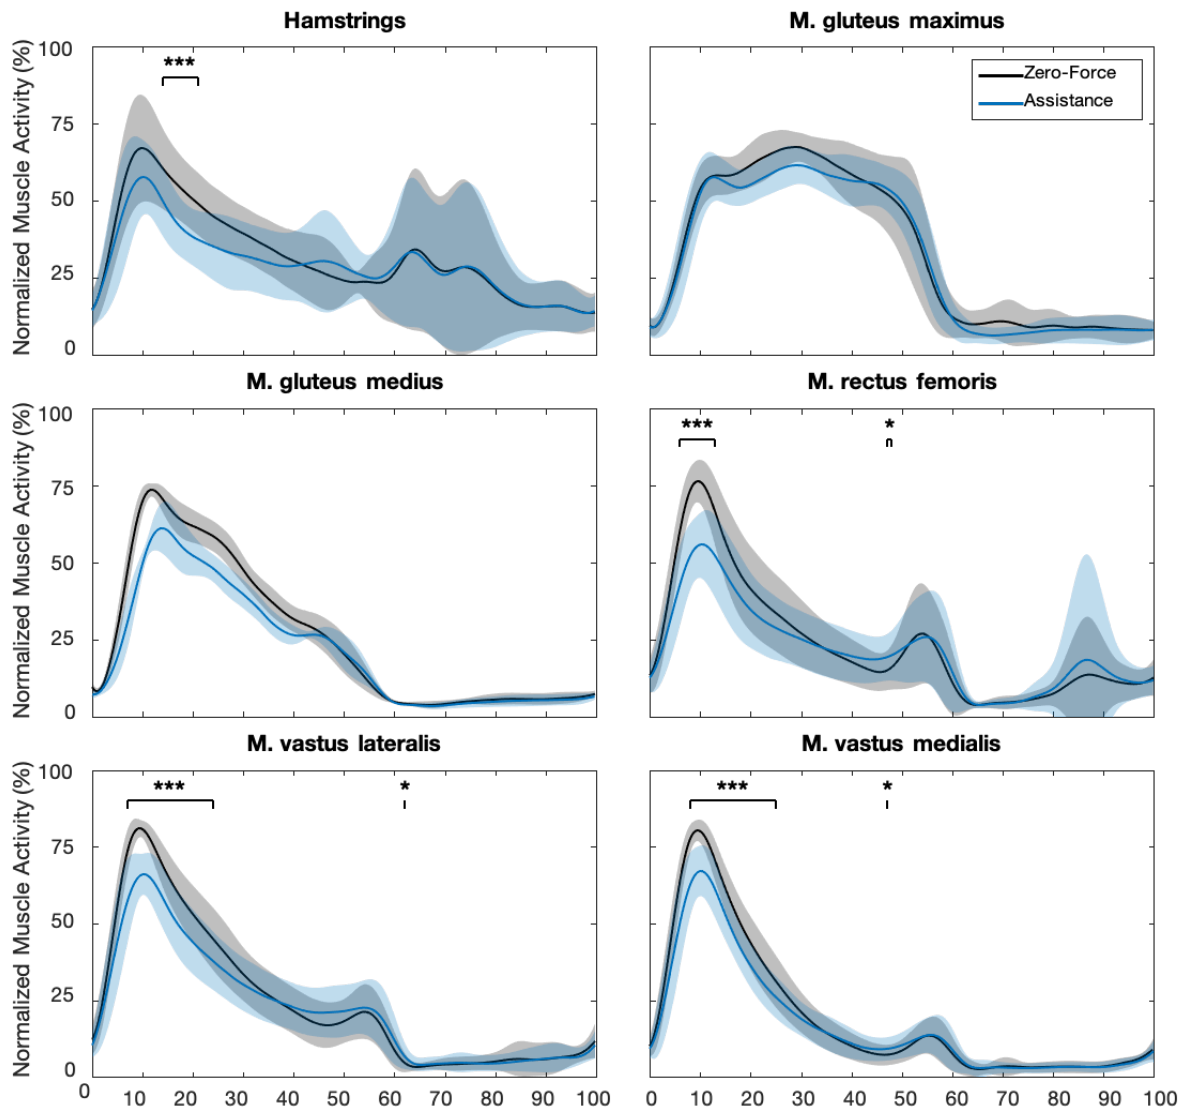 Hamstrings
M. gluteus maximus
Normalized Muscle Activity (%)
100
75
50
25
0
***
Zero-Force
Assistance
M. gluteus medius
M. rectus femoris
Normalized Muscle Activity (%)
100
75
50
25
0
*** *
M. vastus lateralis
M. vastus medialis
Normalized Muscle Activity (%)
100
75
50
25
0
*** *
*** *
0 10 20 30 40 50 60 70 80 90 100
0 10 20 30 40 50 60 70 80 90 100